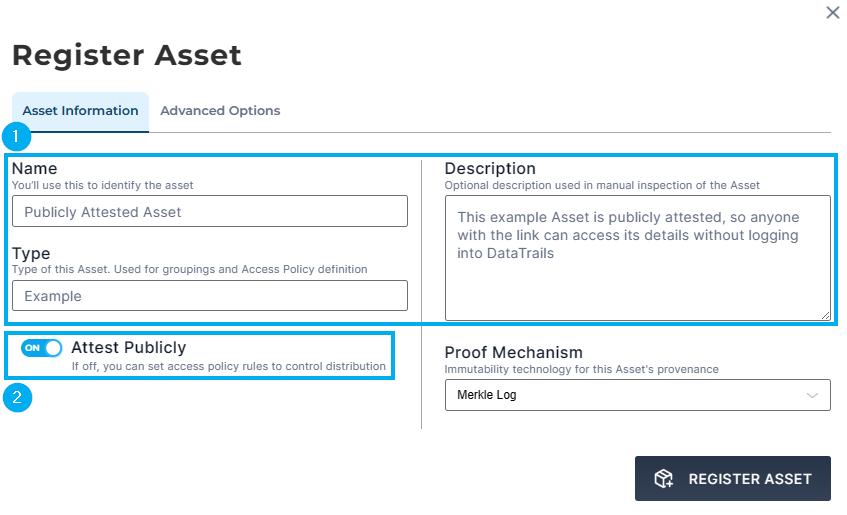 Register Asset
Asset Information
Advanced Options
1
Name
You'll use this to identify the asset
Publicly Attested Asset
Type
Type of this Asset. Used for groupings and Access Policy definition
Example
ON
Attest Publicly
If off, you can set access policy rules to control distribution
2
Description
Optional description used in manual inspection of the Asset
This example Asset is publicly attested, so anyone
with the link can access its details without logging
into DataTrails
Proof Mechanism
Immutability technology for this Asset's provenance
Merkle Log
REGISTER ASSET